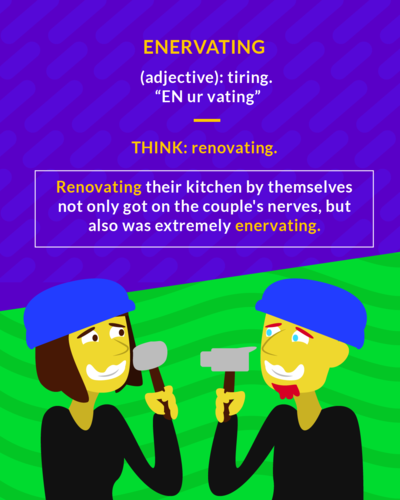 ENERVATING
(adjective): tiring.
“EN ur vating”
THINK: renovating.
Renovating their kitchen by themselves
not only got on the couple's nerves, but
also was extremely enervating.